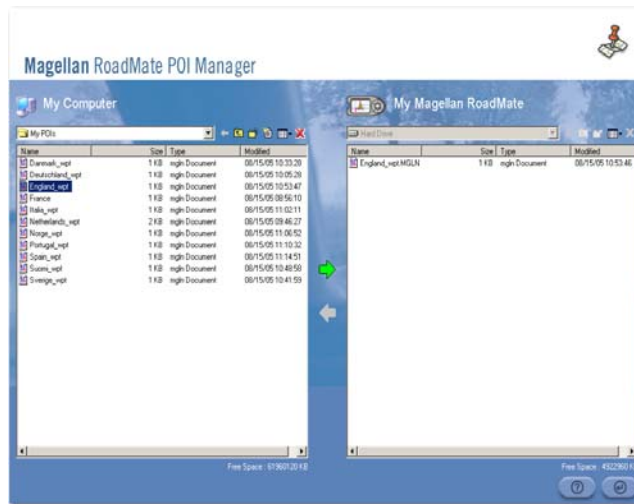 Magellan RoadMate POI Manager
My Computer
My POIs
Name Size Type Modified
Danmark_wpt 1 KB mgln Document 08/15/05 10:33:28
Deutschland_wpt 1 KB mgln Document 08/15/05 10:05:28
England_wpt 1 KB mgln Document 08/15/05 10:53:47
France 1 KB mgln Document 08/15/05 08:56:10
Italia_wpt 1 KB mgln Document 08/15/05 11:02:11
Netherlands_wpt 2 KB mgln Document 08/15/05 09:46:27
Norge_wpt 1 KB mgln Document 08/15/05 11:06:52
Portugal_wpt 1 KB mgln Document 08/15/05 11:10:32
Spain_wpt 1 KB mgln Document 08/15/05 11:14:51
Suomi_wpt 1 KB mgln Document 08/15/05 10:48:58
Sverige_wpt 1 KB mgln Document 08/15/05 10:41:59
Free Space : 61960120 KB
My Magellan RoadMate
Hard Drive
Name Size Type Modified
England_wpt.MGLN 1 KB mgln Document 08/15/05 10:53:46
Free Space : 4922960 K